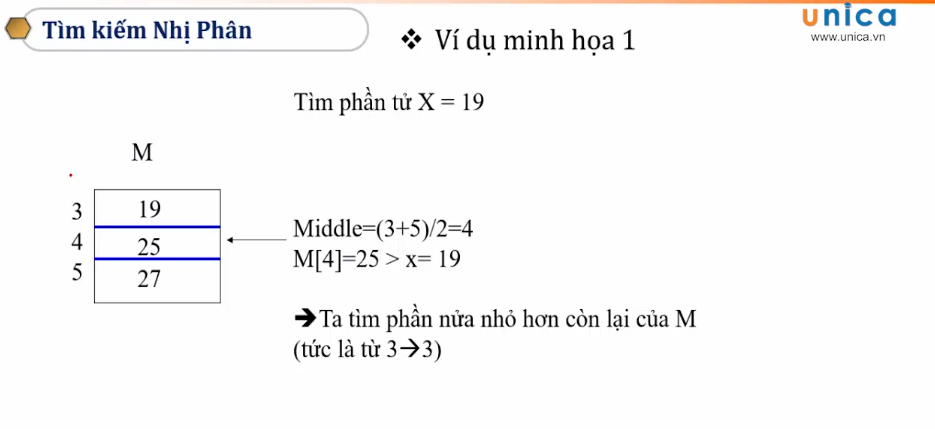 Tìm kiếm Nhị Phân
❖ Ví dụ minh họa 1
unica
www.unica.vn
Tìm phần tử X = 19
M
3 19
4 25
5 27
Middle=(3+5)/2=4
M[4]=25 > x= 19
➔Ta tìm phần nửa nhỏ hơn còn lại của M
(tức là từ 3→3)